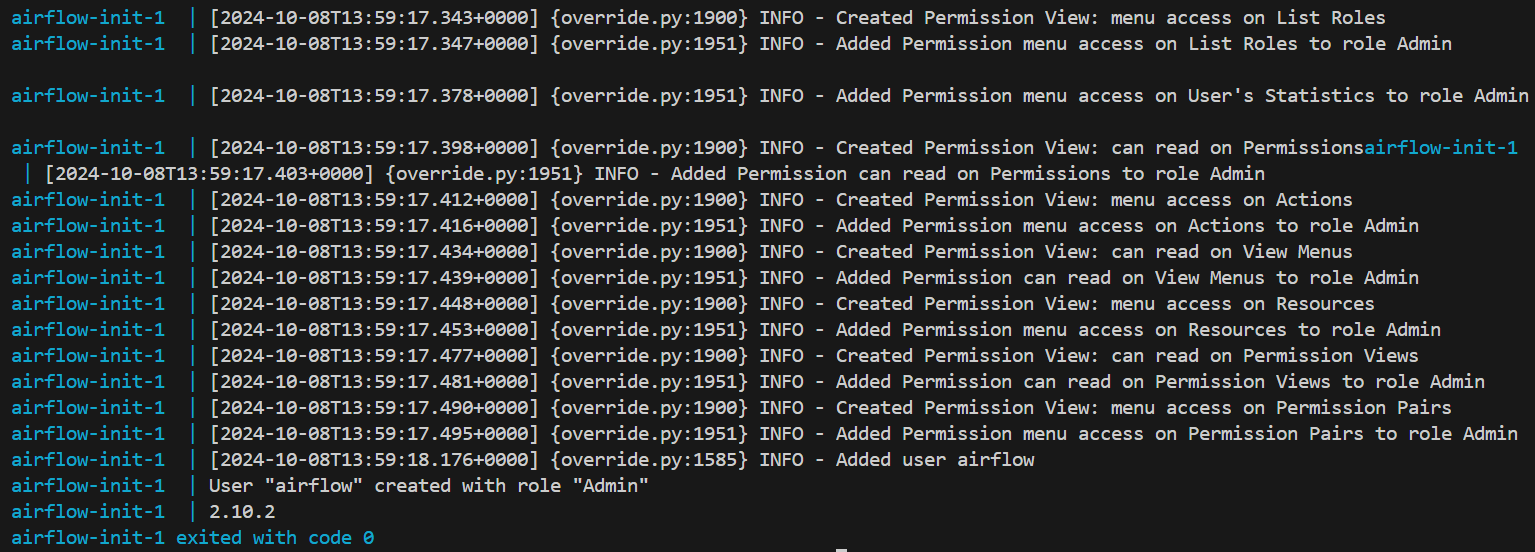 airflow-init-1  | [2024-10-08T13:59:17.343+0000] {override.py:1900} INFO - Created Permission View: menu access on List Roles
airflow-init-1  | [2024-10-08T13:59:17.347+0000] {override.py:1951} INFO - Added Permission menu access on List Roles to role Admin
airflow-init-1  | [2024-10-08T13:59:17.378+0000] {override.py:1951} INFO - Added Permission menu access on User's Statistics to role Admin
airflow-init-1  | [2024-10-08T13:59:17.398+0000] {override.py:1900} INFO - Created Permission View: can read on Permissionsairflow-init-1
 | [2024-10-08T13:59:17.403+0000] {override.py:1951} INFO - Added Permission can read on Permissions to role Admin
airflow-init-1  | [2024-10-08T13:59:17.412+0000] {override.py:1900} INFO - Created Permission View: menu access on Actions
airflow-init-1  | [2024-10-08T13:59:17.416+0000] {override.py:1951} INFO - Added Permission menu access on Actions to role Admin
airflow-init-1  | [2024-10-08T13:59:17.434+0000] {override.py:1900} INFO - Created Permission View: can read on View Menus
airflow-init-1  | [2024-10-08T13:59:17.439+0000] {override.py:1951} INFO - Added Permission can read on View Menus to role Admin
airflow-init-1  | [2024-10-08T13:59:17.448+0000] {override.py:1900} INFO - Created Permission View: menu access on Resources
airflow-init-1  | [2024-10-08T13:59:17.453+0000] {override.py:1951} INFO - Added Permission menu access on Resources to role Admin
airflow-init-1  | [2024-10-08T13:59:17.477+0000] {override.py:1900} INFO - Created Permission View: can read on Permission Views
airflow-init-1  | [2024-10-08T13:59:17.481+0000] {override.py:1951} INFO - Added Permission can read on Permission Views to role Admin
airflow-init-1  | [2024-10-08T13:59:17.490+0000] {override.py:1900} INFO - Created Permission View: menu access on Permission Pairs
airflow-init-1  | [2024-10-08T13:59:17.495+0000] {override.py:1951} INFO - Added Permission menu access on Permission Pairs to role Admin
airflow-init-1  | [2024-10-08T13:59:18.176+0000] {override.py:1585} INFO - Added user airflow
airflow-init-1  | User "airflow" created with role "Admin"
airflow-init-1  | 2.10.2
airflow-init-1 exited with code 0